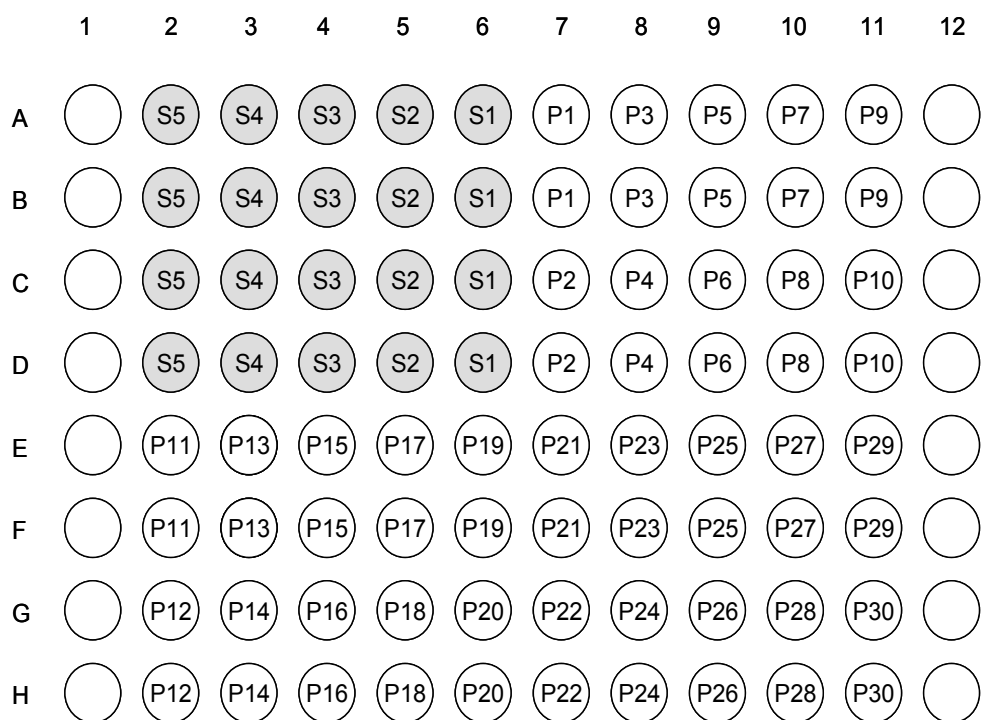 1 2 3 4 5 6 7 8 9 10 11 12
A S5 S4 S3 S2 S1 P1 P3 P5 P7 P9
B S5 S4 S3 S2 S1 P1 P3 P5 P7 P9
C S5 S4 S3 S2 S1 P2 P4 P6 P8 P10
D S5 S4 S3 S2 S1 P2 P4 P6 P8 P10
E P11 P13 P15 P17 P19 P21 P23 P25 P27 P29
F P11 P13 P15 P17 P19 P21 P23 P25 P27 P29
G P12 P14 P16 P18 P20 P22 P24 P26 P28 P30
H P12 P14 P16 P18 P20 P22 P24 P26 P28 P30